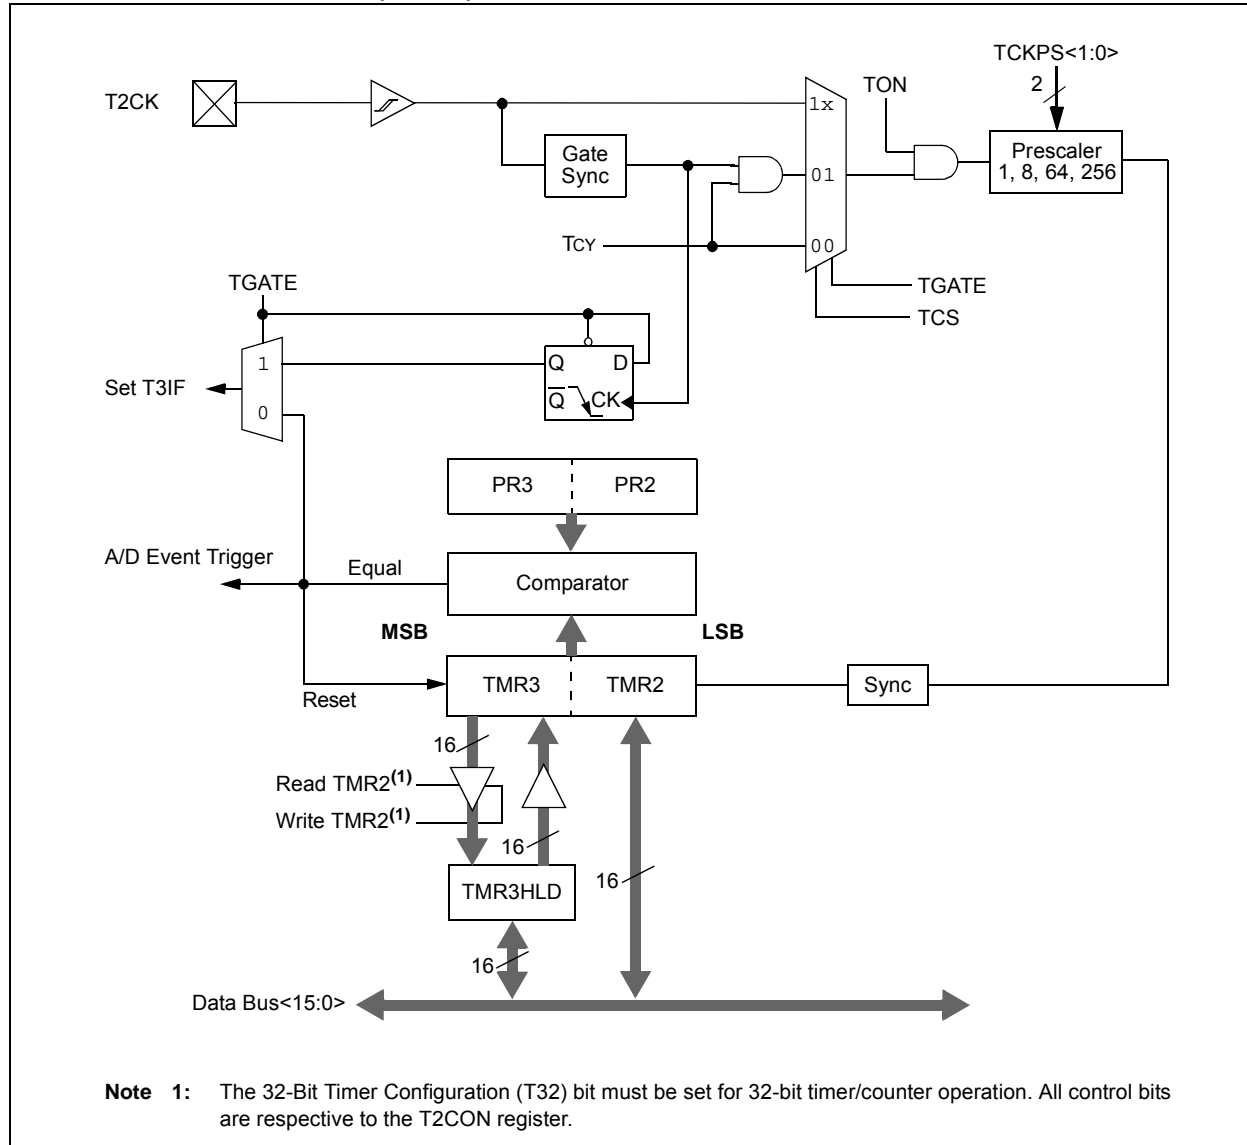 TCKPS<1:0>
2
T2CK
1x
TON
Gate
Sync
01
Prescaler
1, 8, 64, 256
TCY
00
TGATE
TCS
TGATE
1
Q
D
Set T3IF
0
Q
CK
PR3
PR2
A/D Event Trigger
Equal
Comparator
MSB
LSB
TMR3
TMR2
Sync
Reset
16
Read TMR2(1)
Write TMR2(1)
16
16
TMR3HLD
16
Data Bus<15:0>
Note 1: The 32-Bit Timer Configuration (T32) bit must be set for 32-bit timer/counter operation. All control bits
are respective to the T2CON register.